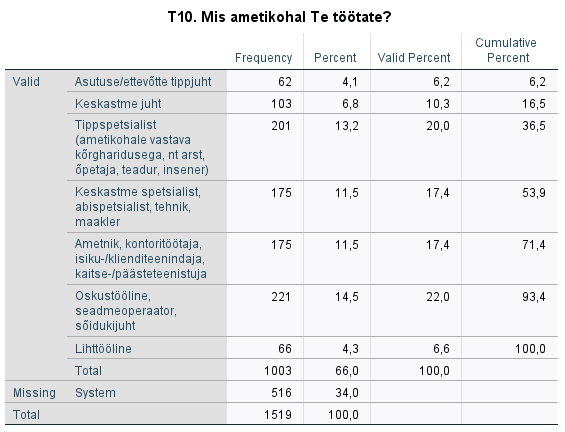 T10. Mis ametikohal Te töötate?
Frequency Percent Valid Percent Cumulative Percent
Valid Asutuse/ettevõtte tippjuht 62 4,1 6,2 6,2
Keskastme juht 103 6,8 10,3 16,5
Tippspetsialist 201 13,2 20,0 36,5
(ametikohale vastava
kõrgharidusega, nt arst,
õpetaja, teadur, insener)
Keskastme spetsialist, 175 11,5 17,4 53,9
abispetsialist, tehnik,
maakler
Ametnik, kontoritöötaja, 175 11,5 17,4 71,4
isiku-/klienditeenindaja,
kaitse-/päästeteenistuja
Oskustööline, 221 14,5 22,0 93,4
seadmeoperaator,
sõidukijuht
Lihttööline 66 4,3 6,6 100,0
Total 1003 66,0 100,0
Missing System 516 34,0
Total 1519 100,0